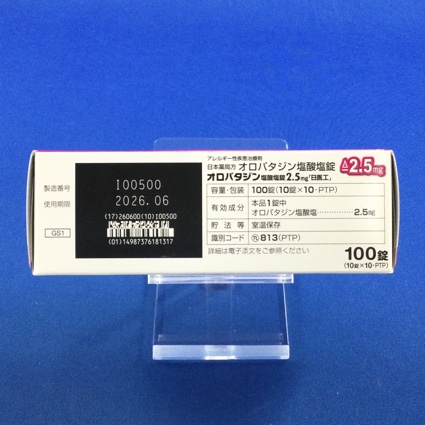 製造番号
使用期限
GS1
I00500
2026.06
(17)260600(10)I00500
(01)14987376181317
アレルギー性疾患治療剤
日本薬局方 オロパタジン塩酸塩錠
オロパタジン塩酸塩錠2.5mg「日医工」
2.5mg
容量・包装 100錠(10錠×10・PTP)
有効成分 本品1錠中
オロパタジン塩酸塩……2.5mg
貯法等 室温保存
識別コード 813(PTP)
詳細は電子添文をご参照ください
100錠
(10錠×10・PTP)